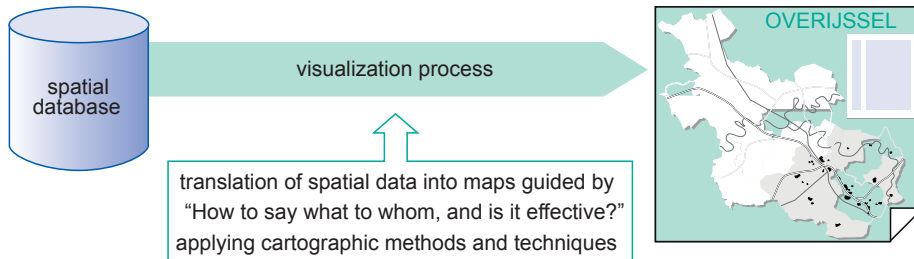 spatial
database
visualization process
OVERIJSSEL
translation of spatial data into maps guided by
“How to say what to whom, and is it effective?”
applying cartographic methods and techniques